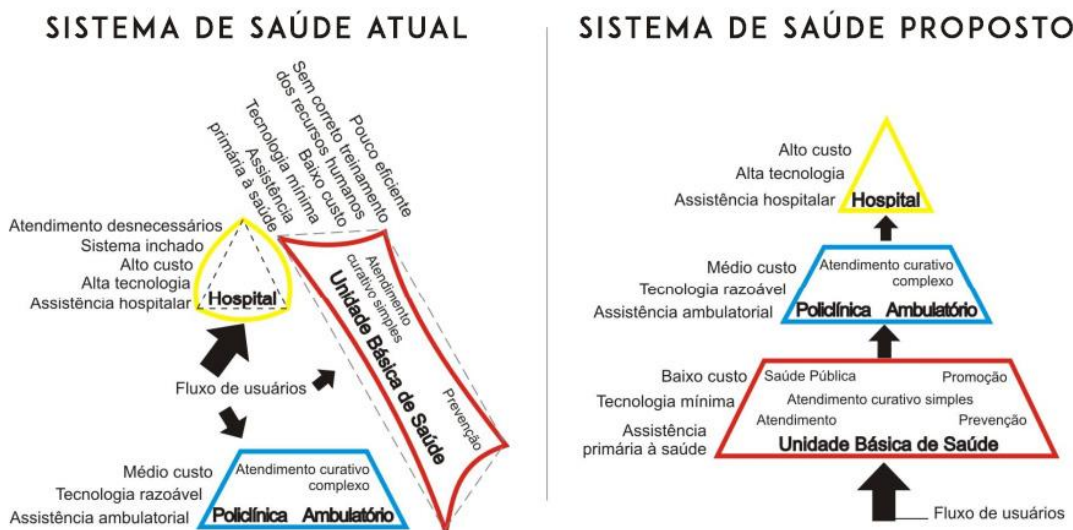 SISTEMA DE SAÚDE ATUAL
Assistência
primária à saúde
Tecnologia mínima
Baixo custo
Sem correto treinamento
dos recursos humanos
Pouco eficiente
Atendimento desnecessários
Sistema inchado
Alto custo
Alta tecnologia
Assistência hospitalar
Hospital
Atendimento
curativo simples
Unidade Básica de Saúde
Prevenção
Fluxo de usuários
Médio custo
Tecnologia razoável
Assistência ambulatorial
Atendimento curativo
complexo
Policlínica Ambulatório
SISTEMA DE SAÚDE PROPOSTO
Alto custo
Alta tecnologia
Assistência hospitalar
Hospital
Médio custo
Tecnologia razoável
Assistência ambulatorial
Atendimento curativo
complexo
Policlínica Ambulatório
Baixo custo
Tecnologia mínima
Assistência
primária à saúde
Saúde Pública Promoção
Atendimento curativo simples
Atendimento Prevenção
Unidade Básica de Saúde
Fluxo de usuários